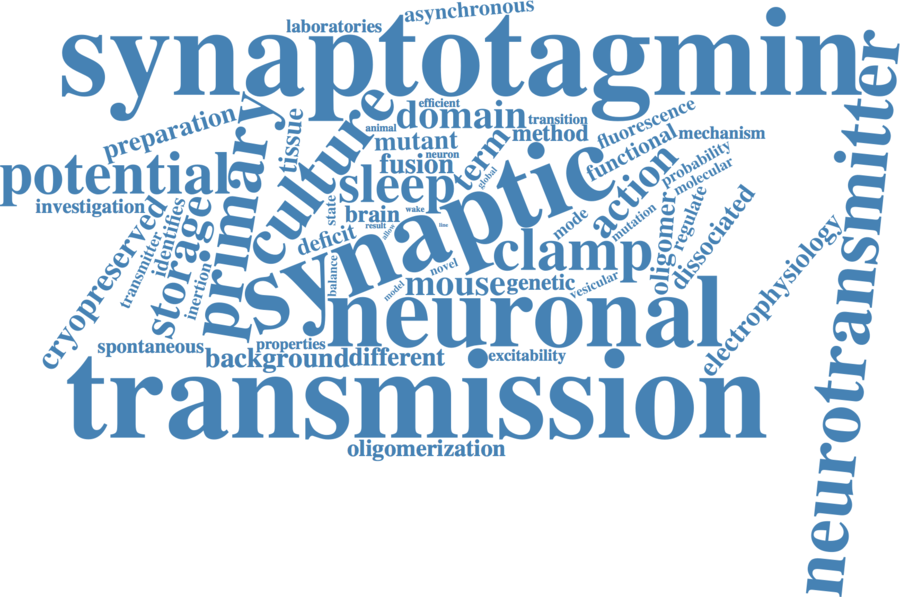 asynchronous
laboratories
synaptotagmin
neurotransmitter
efficient
domain
transition
animal
preparation
primary
tissue
culture
mutant
method
fluorescence
mechanism
neuron
fusion
term
functional
potential
sleep
global
synaptic
action
probability
molecular
investigation
cryopreserved
transmitter
identifies
storage
state
brain
wake
result
allow
line
mode
mutation
regulate
deficit
clamp
oligomer
dissociated
electrophysiology
inertion
balance
model
novel
mouse
genetic
vesicular
neuronal
spontaneous
properties
background
different
excitability
transmission
oligomerization